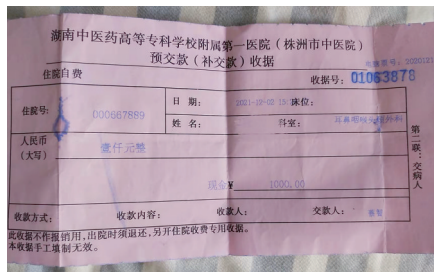 湖南中医药高等专科学校附属第一医院（株洲市中医院）
预交款（补交款）收据
住院自费
收据号：01063878
住院号：000667889
日 期：
床位：
姓 名：
科室：
人民币
（大写）
壹仟元整
现金¥ 1000.00
收款方式：
收款内容：
收款人：
交款人：
第二联：交病人
此收据不作报销用，出院时须退还，另开住院收费专用收据。
本收据手工填制无效。